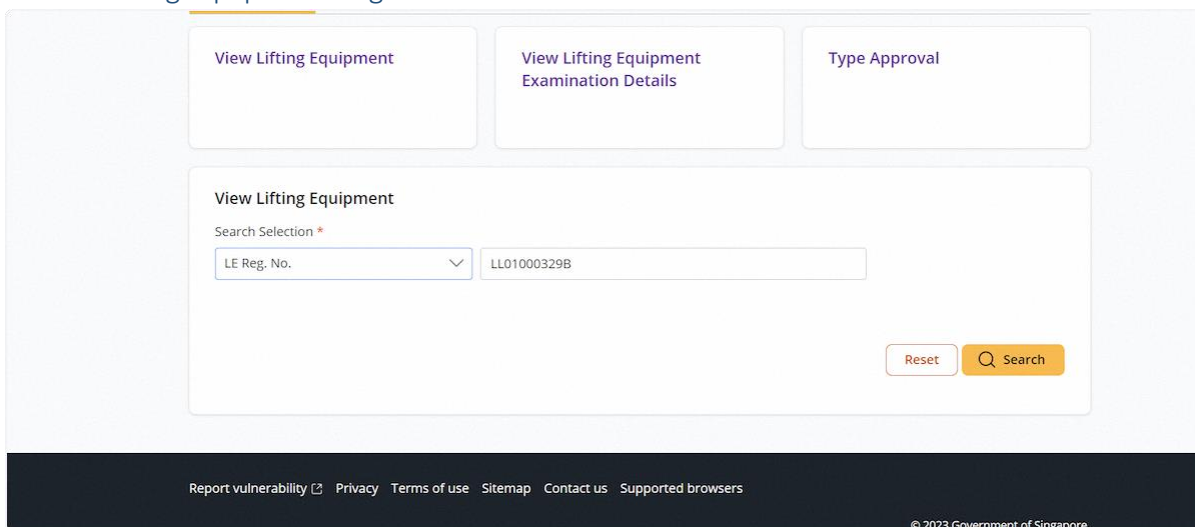 View Lifting Equipment
View Lifting Equipment
Examination Details
Type Approval
View Lifting Equipment
Search Selection *
LE Reg. No.
LL01000329B
Reset
Search
Report vulnerability Privacy Terms of use Sitemap Contact us Supported browsers
© 2023 Government of Singapore